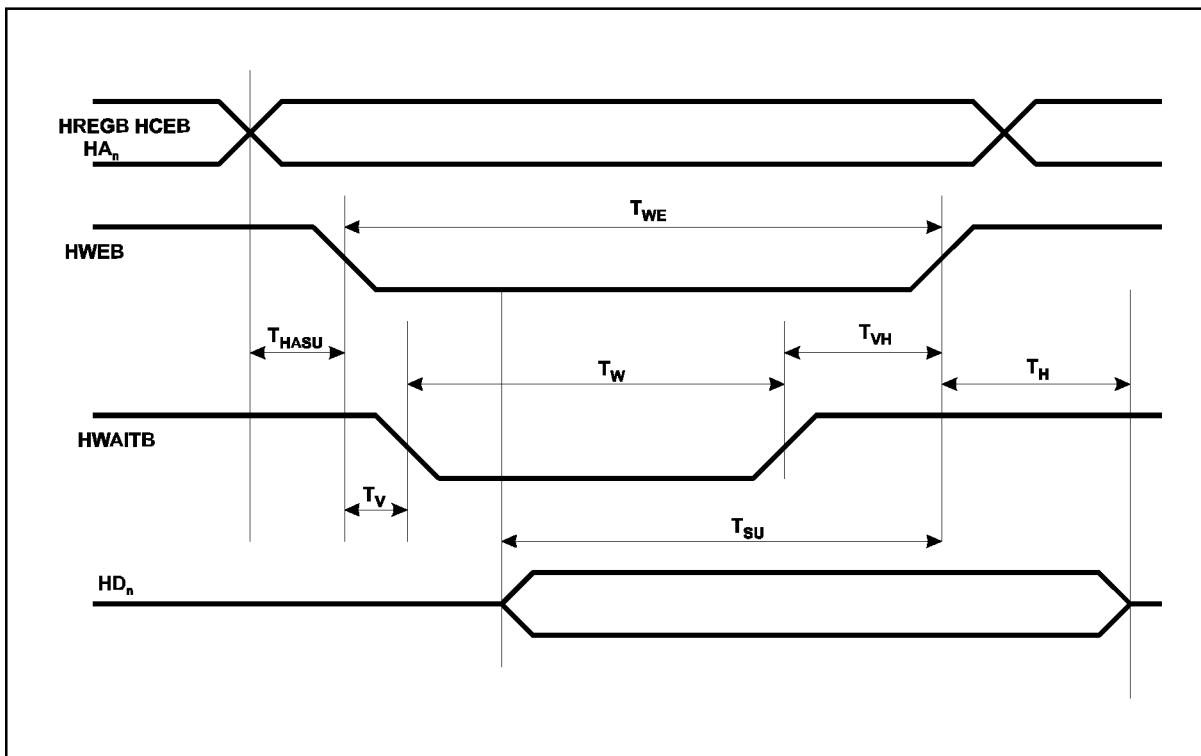 HREGB HCEB
HAn
TWE
HWEB
THASU
TVH
TW
TH
HWAITB
TV
TSU
HDn